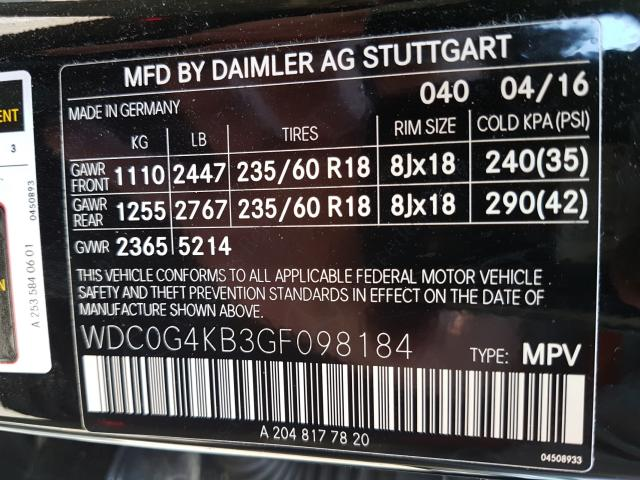 MFD BY DAIMLER AG STUTTGART
MADE IN GERMANY 040 04/16
KG LB TIRES RIM SIZE COLD KPA (PSI)
GAWR FRONT 1110 2447 235/60 R18 8Jx18 240(35)
GAWR REAR 1255 2767 235/60 R18 8Jx18 290(42)
GVWR 2365 5214
THIS VEHICLE CONFORMS TO ALL APPLICABLE FEDERAL MOTOR VEHICLE
SAFETY AND THEFT PREVENTION STANDARDS IN EFFECT ON THE DATE OF
MANUFACTURE SHOWN ABOVE.
WDC0G4KB3GF098184 TYPE: MPV
A 204 817 78 20
04508933
3
0450893
A 253 584 06 01